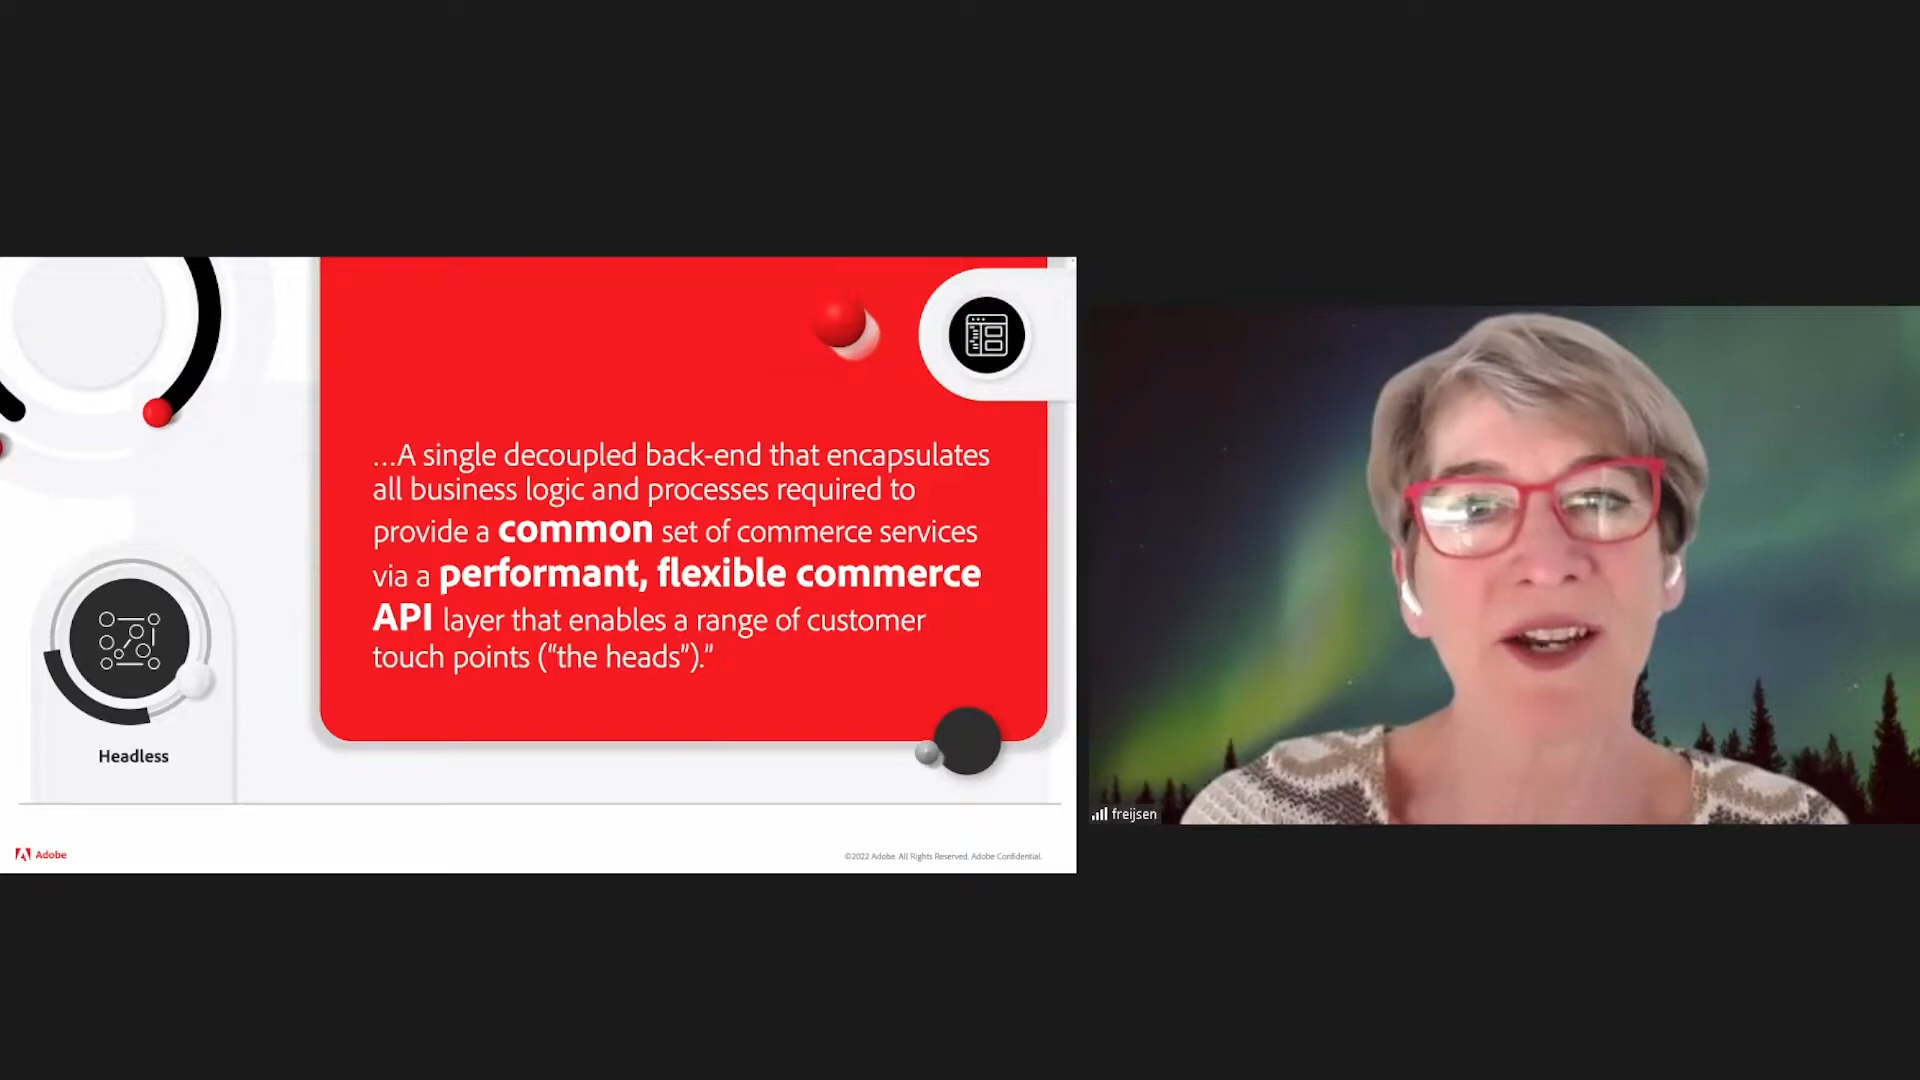 …A single decoupled back-end that encapsulates
all business logic and processes required to
provide a common set of commerce services
via a performant, flexible commerce
API layer that enables a range of customer
touch points (“the heads”).”
Headless
Adobe
©2022 Adobe. All Rights Reserved. Adobe Confidential.
freijsen